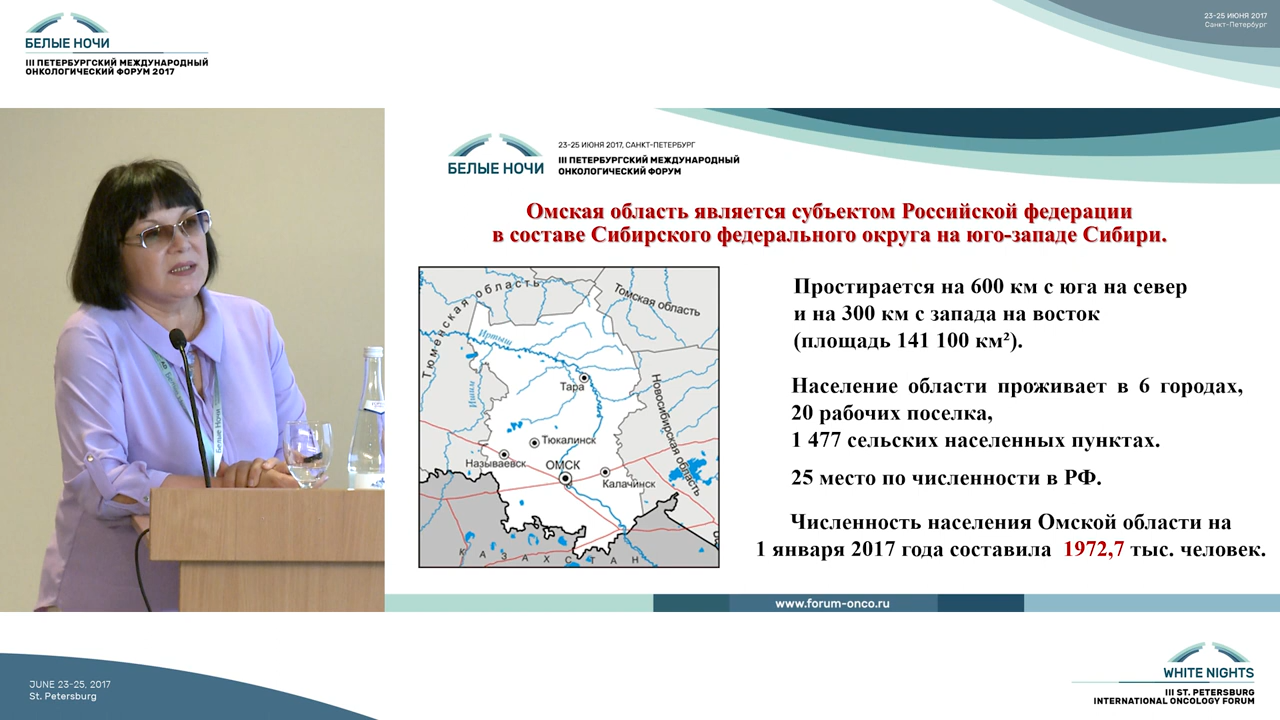 БЕЛЫЕ НОЧИ
III ПЕТЕРБУРГСКИЙ МЕЖДУНАРОДНЫЙ
ОНКОЛОГИЧЕСКИЙ ФОРУМ 2017
23-25 ИЮНЯ 2017
Санкт-Петербург
БЕЛЫЕ НОЧИ
23-25 ИЮНЯ 2017, САНКТ-ПЕТЕРБУРГ
III ПЕТЕРБУРГСКИЙ МЕЖДУНАРОДНЫЙ
ОНКОЛОГИЧЕСКИЙ ФОРУМ
Омская область является субъектом Российской федерации
в составе Сибирского федерального округа на юго-западе Сибири.
Тюменская область
Томская область
Иртыш
Ишим
Тара
Новосибирская область
Тюкалинск
Называевск
ОМСК
Калачинск
КАЗАХСТАН
Простирается на 600 км с юга на север
и на 300 км с запада на восток
(площадь 141 100 км²).
Население области проживает в 6 городах,
20 рабочих поселка,
1 477 сельских населенных пунктах.
25 место по численности в РФ.
Численность населения Омской области на
1 января 2017 года составила 1972,7 тыс. человек.
www.forum-onco.ru
Белые Ночи
JUNE 23-25, 2017
St. Petersburg
WHITE NIGHTS
III ST. PETERSBURG
INTERNATIONAL ONCOLOGY FORUM